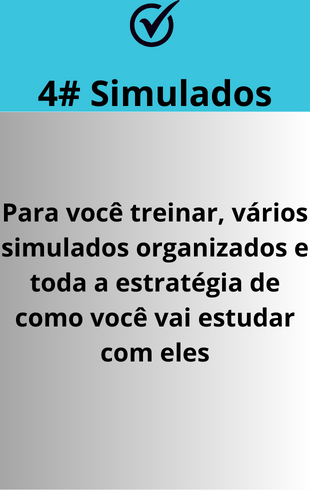 4# Simulados
Para você treinar, vários
simulados organizados e
toda a estratégia de
como você vai estudar
com eles